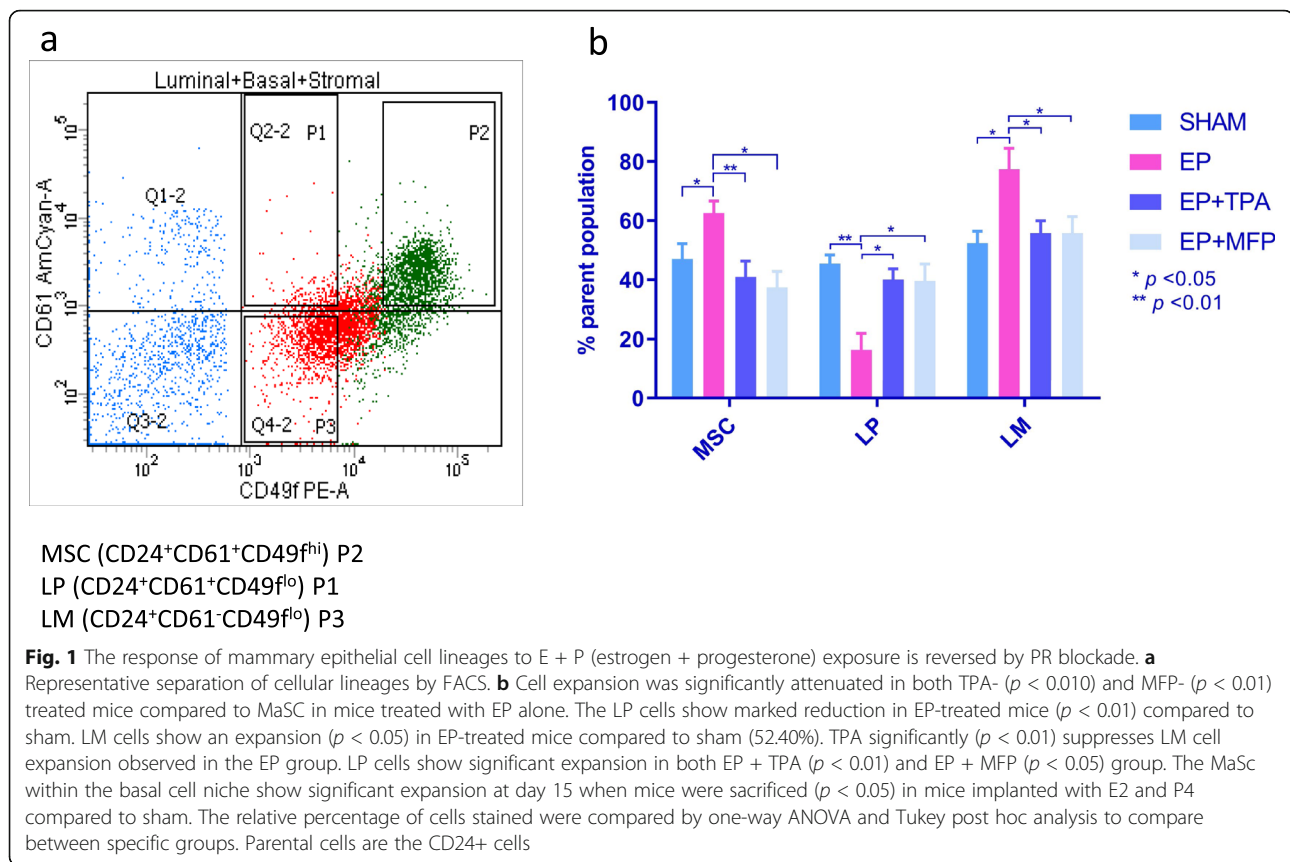 a
Luminal+Basal+Stromal
CD61 AmCyan-A
10^5
10^4
10^3
10^2
Q1-2
Q2-2 P1
P2
Q3-2
Q4-2 P3
10^2 10^3 10^4 10^5
CD49f PE-A
MSC (CD24⁺CD61⁺CD49fʰⁱ) P2
LP (CD24⁺CD61⁺CD49fˡᵒ) P1
LM (CD24⁺CD61⁻CD49fˡᵒ) P3
b
% parent population
100
80
60
40
20
0
* ** *
** * *
* * *
MSC LP LM
SHAM
EP
EP+TPA
EP+MFP
* p <0.05
** p <0.01
Fig. 1 The response of mammary epithelial cell lineages to E + P (estrogen + progesterone) exposure is reversed by PR blockade. a
Representative separation of cellular lineages by FACS. b Cell expansion was significantly attenuated in both TPA- (p < 0.010) and MFP- (p < 0.01)
treated mice compared to MaSC in mice treated with EP alone. The LP cells show marked reduction in EP-treated mice (p < 0.01) compared to
sham. LM cells show an expansion (p < 0.05) in EP-treated mice compared to sham (52.40%). TPA significantly (p < 0.01) suppresses LM cell
expansion observed in the EP group. LP cells show significant expansion in both EP + TPA (p < 0.01) and EP + MFP (p < 0.05) group. The MaSc
within the basal cell niche show significant expansion at day 15 when mice were sacrificed (p < 0.05) in mice implanted with E2 and P4
compared to sham. The relative percentage of cells stained were compared by one-way ANOVA and Tukey post hoc analysis to compare
between specific groups. Parental cells are the CD24+ cells